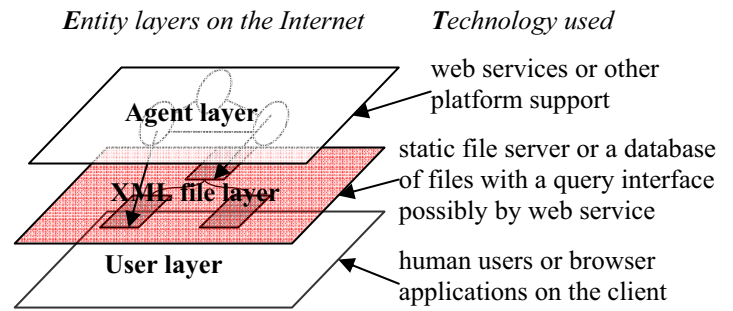 Entity layers on the Internet
Technology used
Agent layer
web services or other
platform support
XML file layer
static file server or a database
of files with a query interface
possibly by web service
User layer
human users or browser
applications on the client